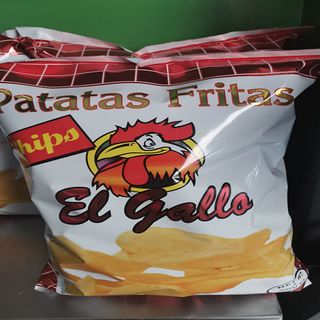 Patatas Fritas
Chips
El Gallo